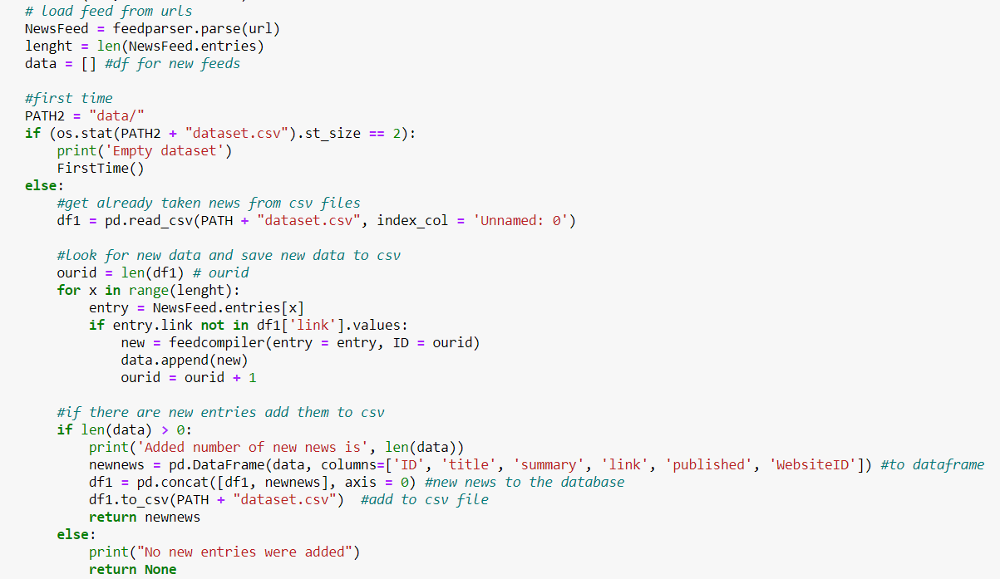 # load feed from urls
NewsFeed = feedparser.parse(url)
lenght = len(NewsFeed.entries)
data = [] #df for new feeds
#first time
PATH2 = "data/"
if (os.stat(PATH2 + "dataset.csv").st_size == 2):
    print('Empty dataset')
    FirstTime()
else:
    #get already taken news from csv files
    df1 = pd.read_csv(PATH + "dataset.csv", index_col = 'Unnamed: 0')
    #look for new data and save new data to csv
    ourid = len(df1) # ourid
    for x in range(lenght):
        entry = NewsFeed.entries[x]
        if entry.link not in df1['link'].values:
            new = feedcompiler(entry = entry, ID = ourid)
            data.append(new)
            ourid = ourid + 1
    #if there are new entries add them to csv
    if len(data) > 0:
        print('Added number of new news is', len(data))
        newnews = pd.DataFrame(data, columns=['ID', 'title', 'summary', 'link', 'published', 'WebsiteID']) #to dataframe
        df1 = pd.concat([df1, newnews], axis = 0) #new news to the database
        df1.to_csv(PATH + "dataset.csv")  #add to csv file
        return newnews
    else:
        print("No new entries were added")
        return None